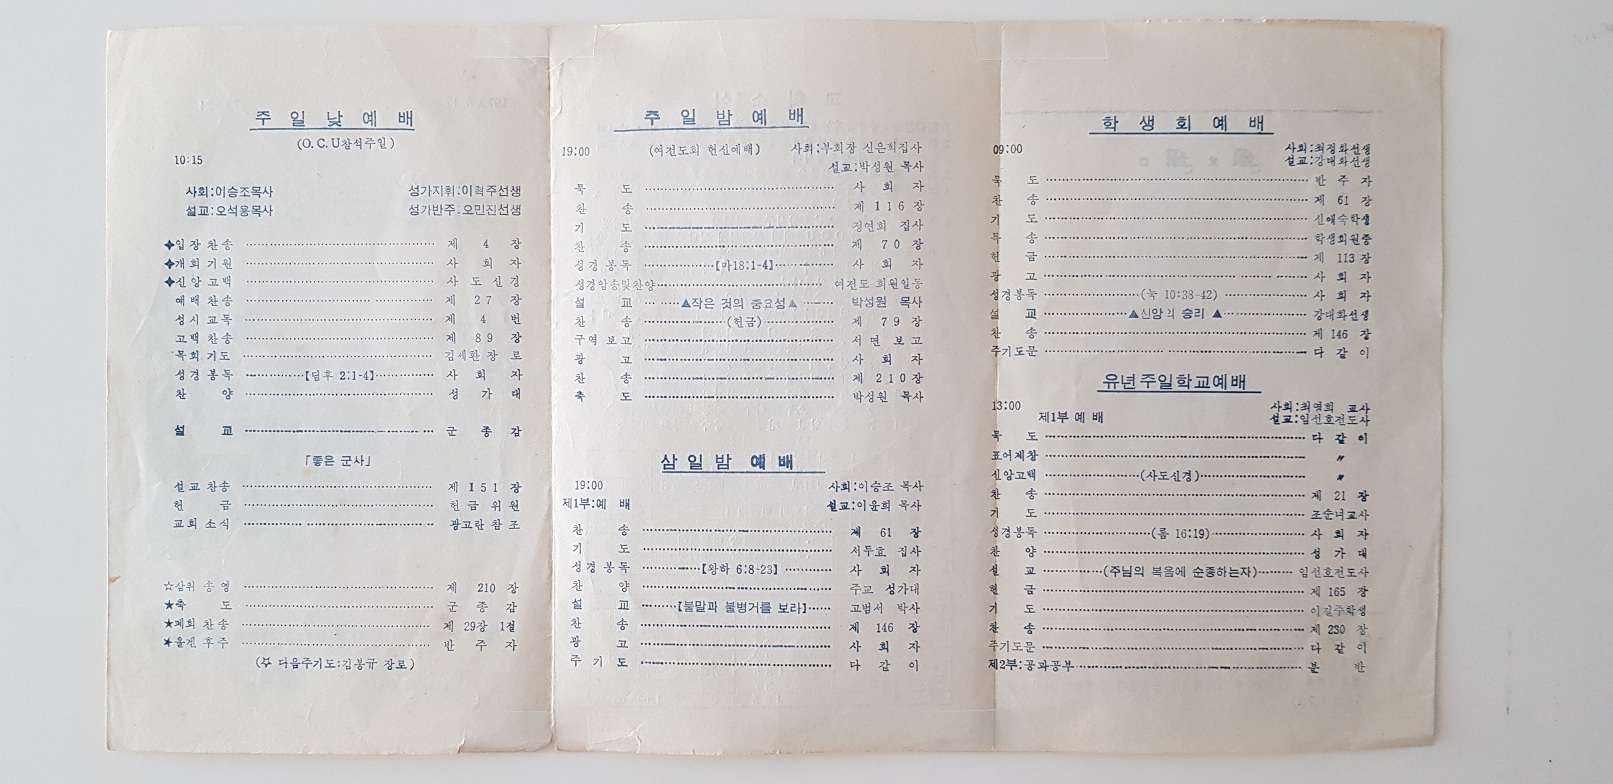 주 일 낮 예 배
(O.C.U참석주일)
10:15
사회:이승조목사 성가지휘:이혁주선생
설교:오석용목사 성가반주:오민진선생
✦입 장 찬 송 제 4 장
✦개 회 기 원 사 회 자
✦신 앙 고 백 사 도 신 경
예 배 찬 송 제 2 7 장
성 시 교 독 제 4 번
고 백 찬 송 제 8 9 장
목 회 기 도 김세환 장 로
성 경 봉 독 【딤후 2:1-4】 사 회 자
찬 양 성 가 대
설 교 군 종 감
「좋은 군사」
설 교 찬 송 제 1 5 1 장
헌 금 헌 금 위 원
교 회 소 식 광고란 참 조
☆삼위 송 영 제 210 장
★축 도 군 종 감
★폐회 찬 송 제 29장 1절
★올겐 후 주 반 주 자
(✡ 다음주기도:김봉규 장로)
주 일 밤 예 배
19:00 (여전도회 헌신예배) 사회:부회장 신은희집사
설교:박성원 목사
묵 도 사 회 자
찬 송 제 1 1 6 장
기 도 정연희 집사
찬 송 제 7 0 장
성 경 봉 독 【마18:1-4】 사 회 자
성경암송및찬양 여전도 회원일동
설 교 ▲작은 것의 중요성▲ 박성원 목사
찬 송 (헌금) 제 7 9 장
구 역 보 고 서 면 보 고
광 고 사 회 자
찬 송 제 2 1 0 장
축 도 박성원 목사
삼 일 밤 예 배
19:00 사회:이승조 목사
제1부:예 배 설교:이윤희 목사
찬 송 제 61 장
기 도 서두효 집사
성 경 봉 독 【왕하 6:8-23】 사 회 자
찬 양 주교 성가대
설 교 【불말과 불병거를 보라】 고범서 박사
찬 송 제 146 장
광 고 사 회 자
주 기 도 다 같 이
학 생 회 예 배
09:00 사회:최정화선생
설교:강대화선생
묵 도 반 주 자
찬 송 제 61 장
기 도 신애숙학생
특 송 학생회원중
헌 금 제 113 장
광 고 사 회 자
성경봉독 (눅 10:38-42) 사 회 자
설 교 ▲신앙의 승리 ▲ 강대화선생
찬 송 제 146 장
주기도문 다 같 이
유년주일학교예배
13:00 사회:최영희 교사
제1부 예 배 설교:임선호전도사
묵 도 다 같 이
표어제창 〃
신앙고백 (사도신경) 〃
찬 송 제 21 장
기 도 조순녀교사
성경봉독 (롬 16:19) 사 회 자
찬 양 성 가 대
설 교 (주님의 복음에 순종하는자) 임선호전도사
헌 금 제 165 장
기 도 이길주학생
찬 송 제 230 장
주기도문 다 같 이
제2부:공과공부 분 반